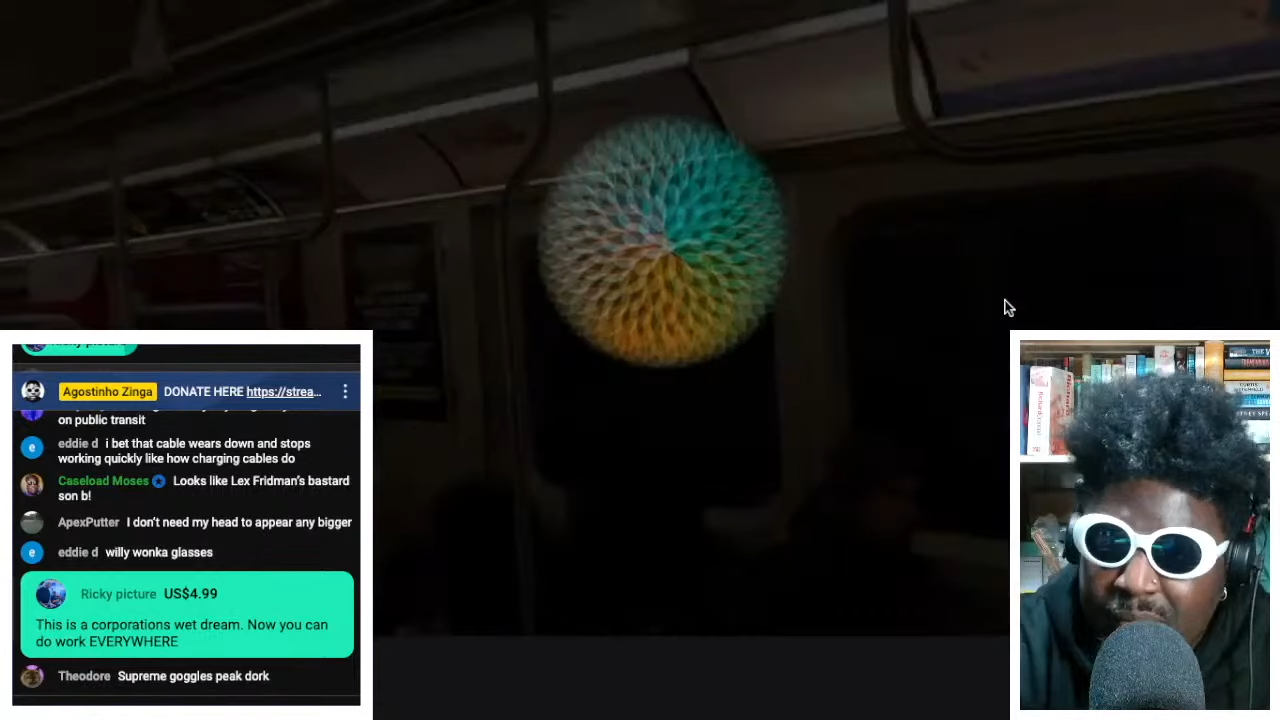 Agostinho Zinga DONATE HERE https://strea...
on public transit
eddie d i bet that cable wears down and stops
working quickly like how charging cables do
Caseload Moses Looks like Lex Fridman's bastard
son b!
ApexPutter I don't need my head to appear any bigger
eddie d willy wonka glasses
Ricky picture US$4.99
This is a corporations wet dream. Now you can
do work EVERYWHERE
Theodore Supreme goggles peak dork